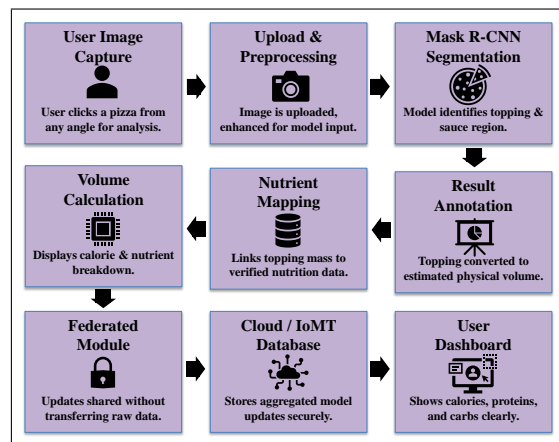 User Image
Capture
User clicks a pizza from
any angle for analysis.
Upload &
Preprocessing
Image is uploaded,
enhanced for model input.
Mask R-CNN
Segmentation
Model identifies topping &
sauce region.
Volume
Calculation
Displays calorie & nutrient
breakdown.
Nutrient
Mapping
Links topping mass to
verified nutrition data.
Result
Annotation
Topping converted to
estimated physical volume.
Federated
Module
Updates shared without
transferring raw data.
Cloud / IoMT
Database
Stores aggregated model
updates securely.
User
Dashboard
Shows calories, proteins,
and carbs clearly.